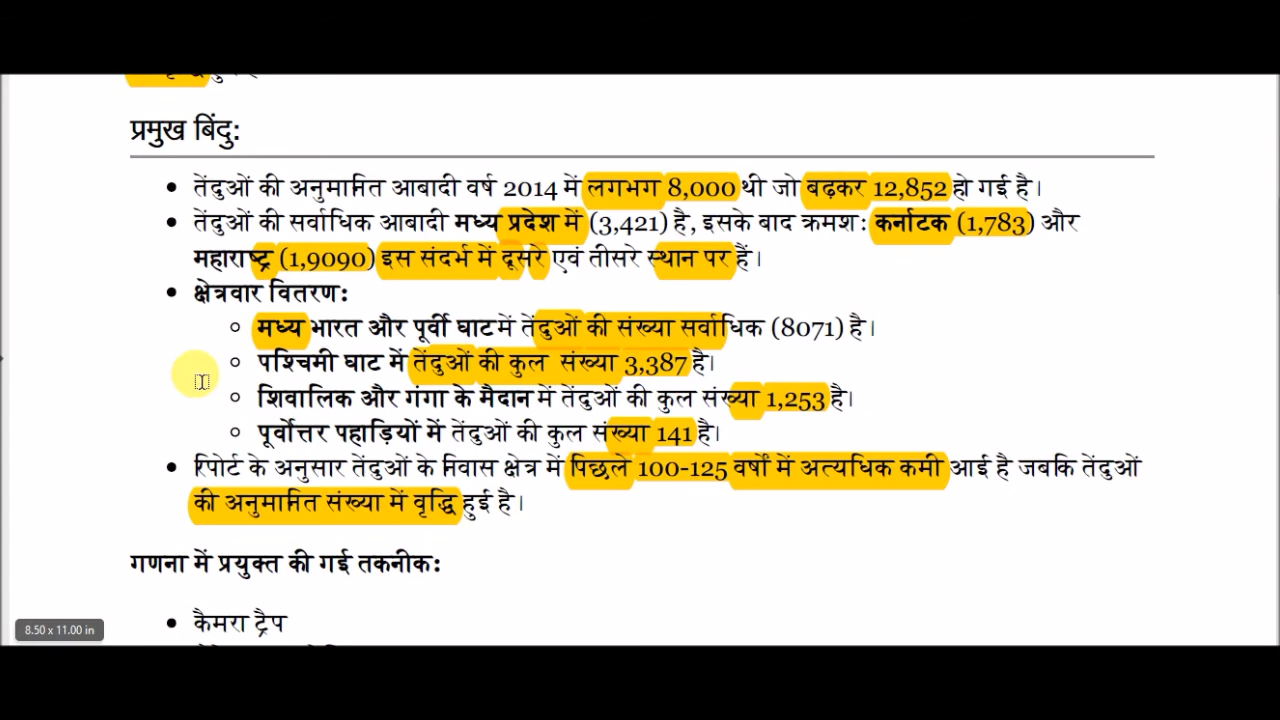 प्रमुख बिंदु:
तेंदुओं की अनुमानित आबादी वर्ष 2014 में लगभग 8,000 थी जो बढ़कर 12,852 हो गई है।
तेंदुओं की सर्वाधिक आबादी मध्य प्रदेश में (3,421) है, इसके बाद क्रमशः कर्नाटक (1,783) और
महाराष्ट्र (1,9090) इस संदर्भ में दूसरे एवं तीसरे स्थान पर हैं।
क्षेत्रवार वितरण:
मध्य भारत और पूर्वी घाट में तेंदुओं की संख्या सर्वाधिक (8071) है।
पश्चिमी घाट में तेंदुओं की कुल संख्या 3,387 है।
शिवालिक और गंगा के मैदान में तेंदुओं की कुल संख्या 1,253 है।
पूर्वोत्तर पहाड़ियों में तेंदुओं की कुल संख्या 141 है।
रिपोर्ट के अनुसार तेंदुओं के निवास क्षेत्र में पिछले 100-125 वर्षों में अत्यधिक कमी आई है जबकि तेंदुओं
की अनुमानित संख्या में वृद्धि हुई है।
गणना में प्रयुक्त की गई तकनीक:
कैमरा ट्रैप
8.50 x 11.00 in